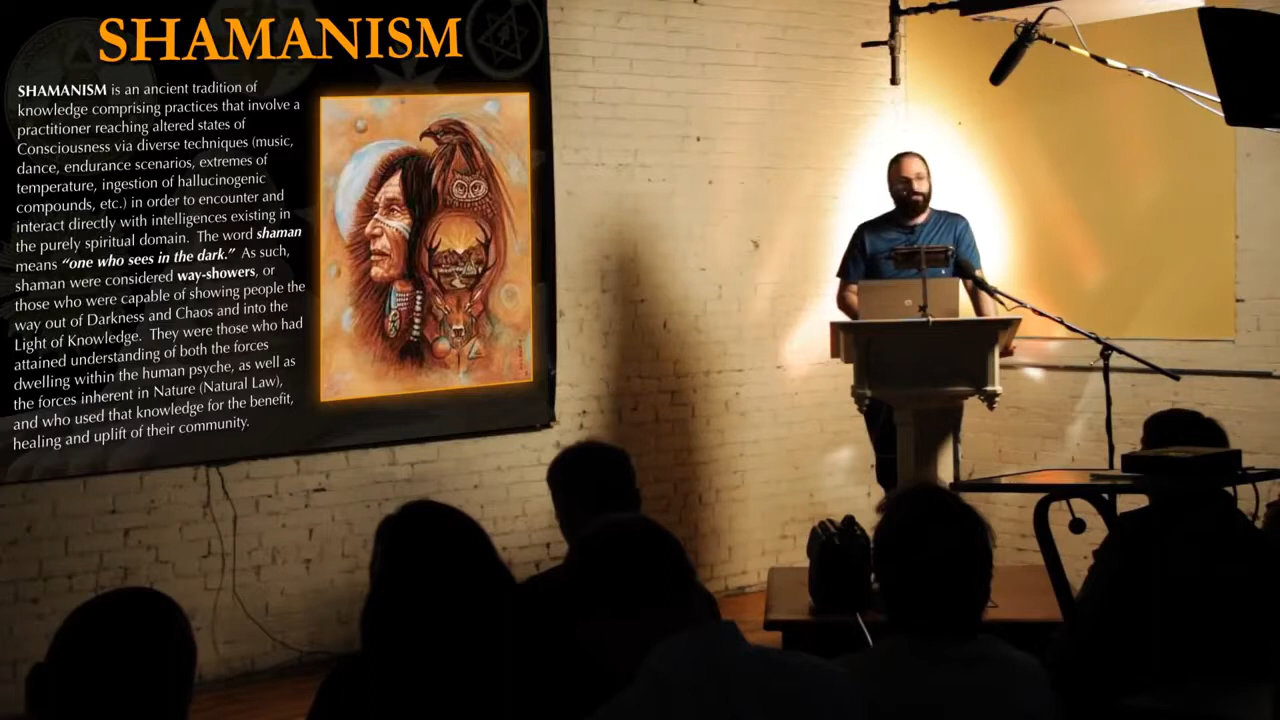 SHAMANISM
SHAMANISM is an ancient tradition of
knowledge comprising practices that involve a
practitioner reaching altered states of
Consciousness via diverse techniques (music,
dance, endurance scenarios, extremes of
temperature, ingestion of hallucinogenic
compounds, etc.) in order to encounter and
interact directly with intelligences existing in
the purely spiritual domain. The word shaman
means “one who sees in the dark.” As such,
shaman were considered way-showers, or
those who were capable of showing people the
way out of Darkness and Chaos and into the
Light of Knowledge. They were those who had
attained understanding of both the forces
dwelling within the human psyche, as well as
the forces inherent in Nature (Natural Law),
and who used that knowledge for the benefit,
healing and uplift of their community.